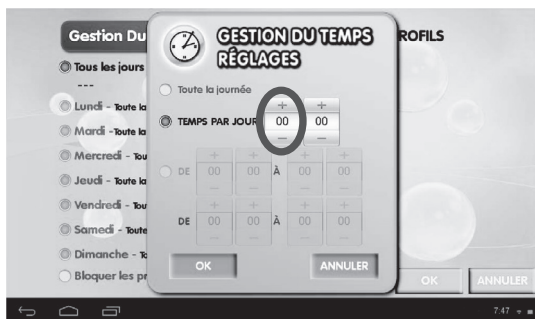 Gestion Du
ROFILS
GESTION DU TEMPS
RÉGLAGES
Tous les jours
---
Toute la journée
Lundi - Toute la
TEMPS PAR JOUR
+ +
00 00
— —
Mardi - Toute la
Mercredi - Tou
Jeudi - Toute la
DE
+ + + +
00 00 À 00 00
— — — —
Vendredi - Tou
Samedi - Toute
DE
+ + + +
00 00 À 00 00
— — — —
Dimanche - To
Bloquer les pr
OK ANNULER
OK ANNULER
7:47